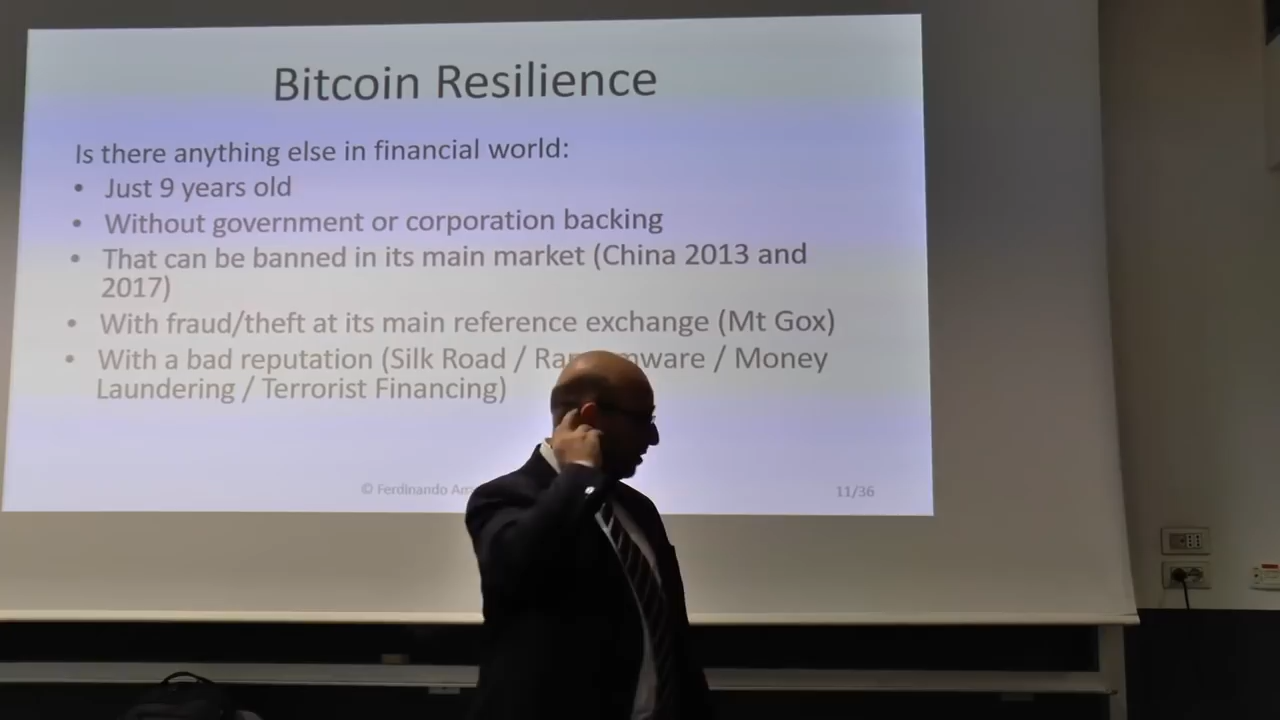 Bitcoin Resilience
Is there anything else in financial world:
• Just 9 years old
• Without government or corporation backing
• That can be banned in its main market (China 2013 and
2017)
• With fraud/theft at its main reference exchange (Mt Gox)
• With a bad reputation (Silk Road / / Money
Laundering / Terrorist Financing)
© Ferdinando
11/36